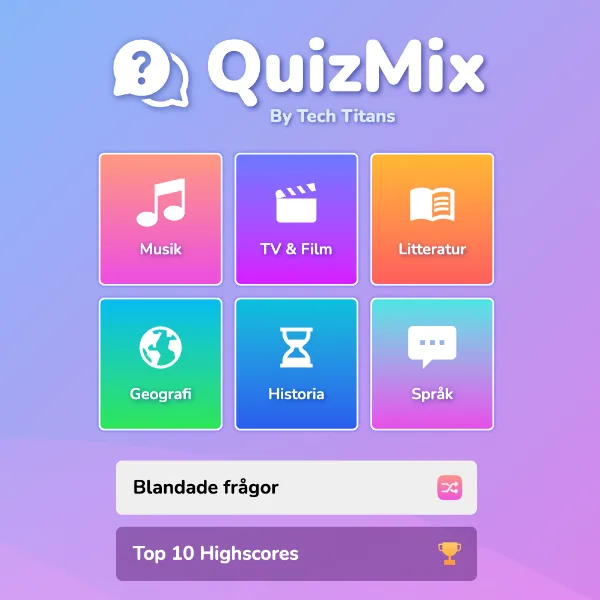 QuizMix
By Tech Titans
Musik
TV & Film
Litteratur
Geografi
Historia
Språk
Blandade frågor
Top 10 Highscores